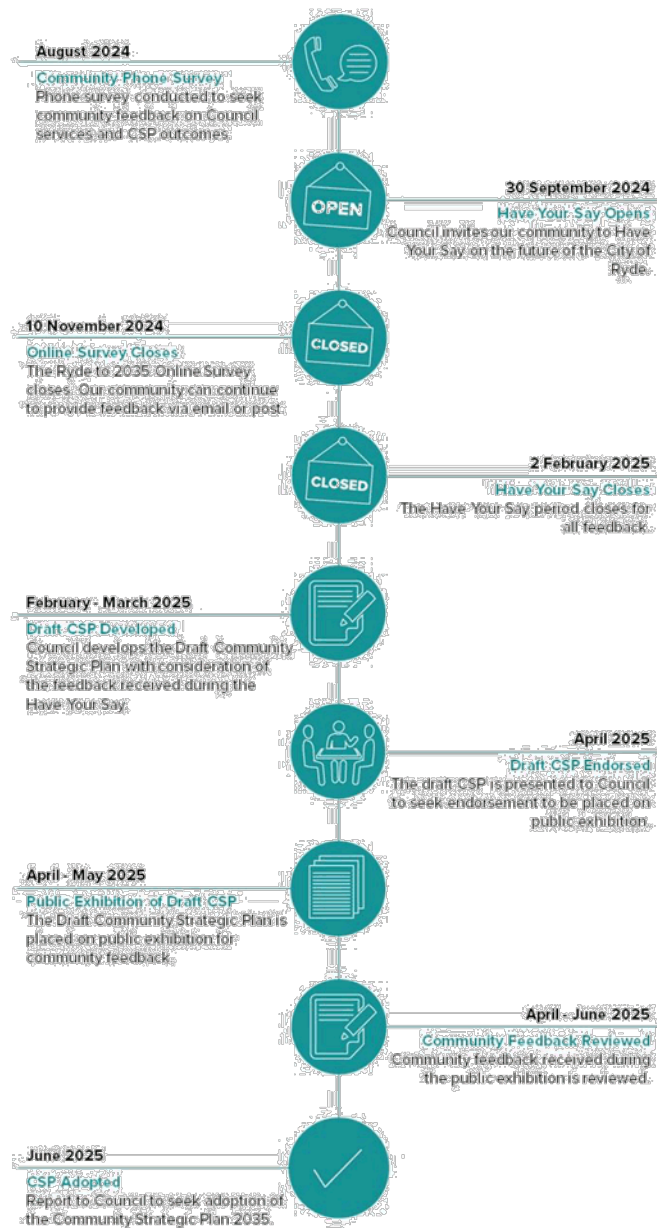 August 2024
Community Phone Survey
Phone survey conducted to seek
community feedback on Council
services and CSP outcomes.
OPEN
30 September 2024
Have Your Say Opens
Council invites our community to Have
Your Say on the future of the City of
Ryde.
10 November 2024
Online Survey Closes
The Ryde to 2035 Online Survey
closes. Our community can continue
to provide feedback via email or post.
CLOSED
CLOSED
2 February 2025
Have Your Say Closes
The Have Your Say period closes for
all feedback.
February - March 2025
Draft CSP Developed
Council develops the Draft Community
Strategic Plan with consideration of
the feedback received during the
Have Your Say.
April 2025
Draft CSP Endorsed
The draft CSP is presented to Council
to seek endorsement to be placed on
public exhibition.
April - May 2025
Public Exhibition of Draft CSP
The Draft Community Strategic Plan is
placed on public exhibition for
community feedback.
April - June 2025
Community Feedback Reviewed
Community feedback received during
the public exhibition is reviewed.
June 2025
CSP Adopted
Report to Council to seek adoption of
the Community Strategic Plan 2035.